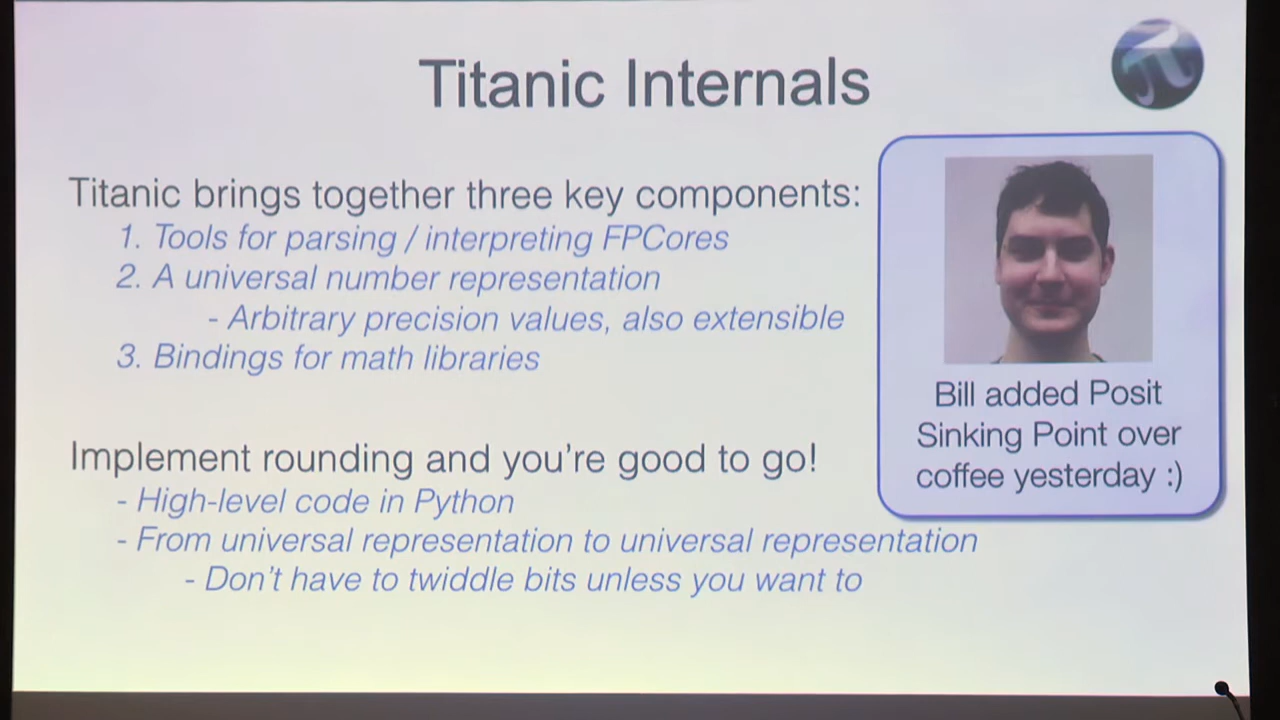 Titanic Internals
Titanic brings together three key components:
1. Tools for parsing / interpreting FPCores
2. A universal number representation
- Arbitrary precision values, also extensible
3. Bindings for math libraries
Implement rounding and you're good to go!
- High-level code in Python
- From universal representation to universal representation
- Don't have to twiddle bits unless you want to
Bill added Posit
Sinking Point over
coffee yesterday :)